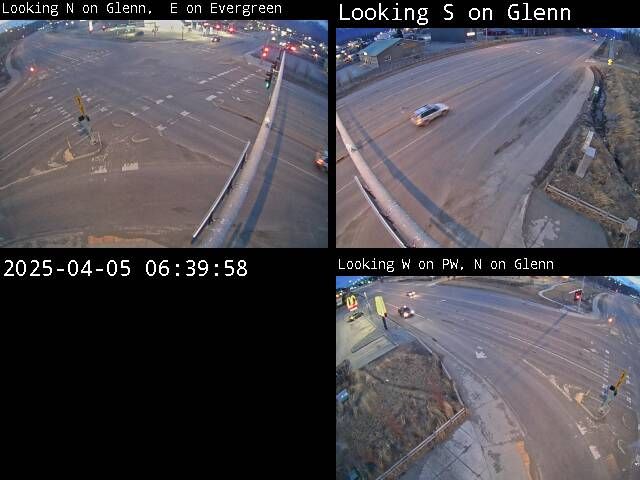 Looking N on Glenn,  E on Evergreen
Looking S on Glenn
2025-04-05 06:39:58
Looking W on PW, N on Glenn